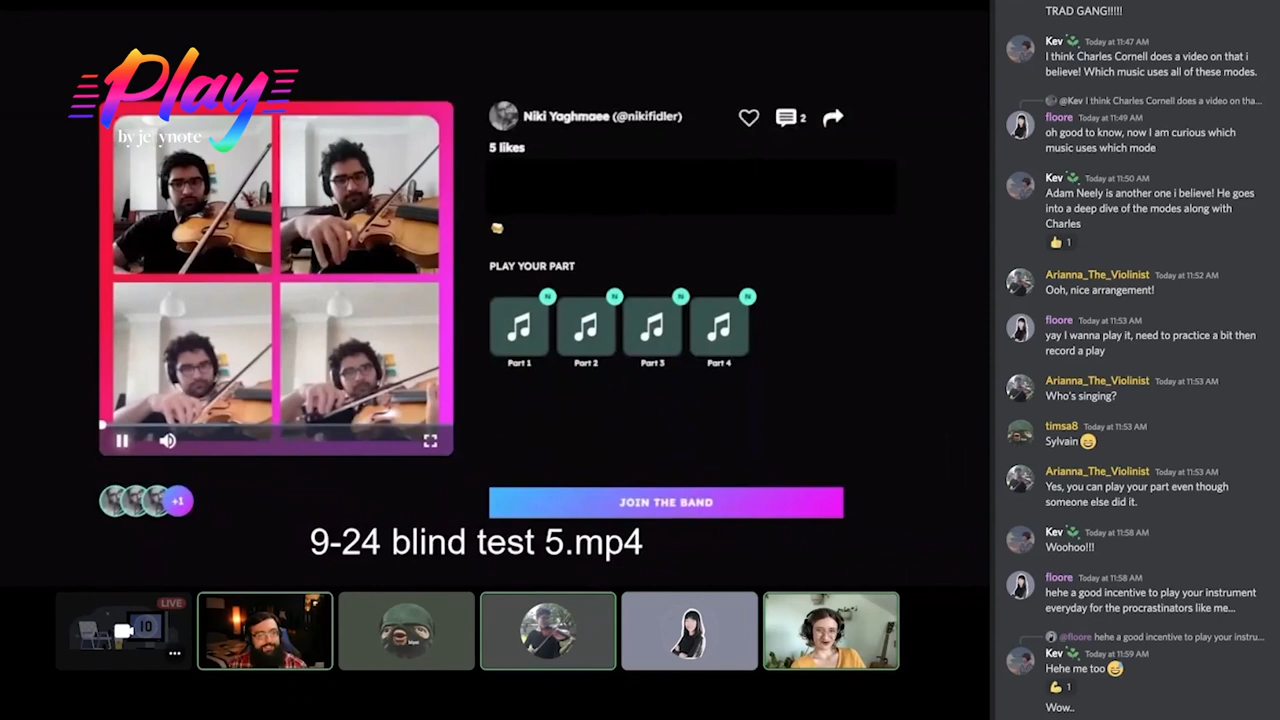 Play
by je ynote
Niki Yaghmaee (@nikifidler)
2
5 likes
PLAY YOUR PART
N
N
N
N
Part 1
Part 2
Part 3
Part 4
+1
JOIN THE BAND
9-24 blind test 5.mp4
LIVE
10
TRAD GANG!!!!!
Kev Today at 11:47 AM
I think Charles Cornell does a video on that i
believe! Which music uses all of these modes.
@Kev I think Charles Cornell does a video on tha...
floore Today at 11:49 AM
oh good to know, now I am curious which
music uses which mode
Kev Today at 11:50 AM
Adam Neely is another one i believe! He goes
into a deep dive of the modes along with
Charles
1
Arianna_The_Violinist Today at 11:52 AM
Ooh, nice arrangement!
floore Today at 11:53 AM
yay I wanna play it, need to practice a bit then
record a play
Arianna_The_Violinist Today at 11:53 AM
Who's singing?
timsa8 Today at 11:53 AM
Sylvain
Arianna_The_Violinist Today at 11:53 AM
Yes, you can play your part even though
someone else did it.
Kev Today at 11:58 AM
Woohoo!!!
floore Today at 11:58 AM
hehe a good incentive to play your instrument
everyday for the procrastinators like me...
@floore hehe a good incentive to play your instru...
Kev Today at 11:59 AM
Hehe me too
1
Wow..